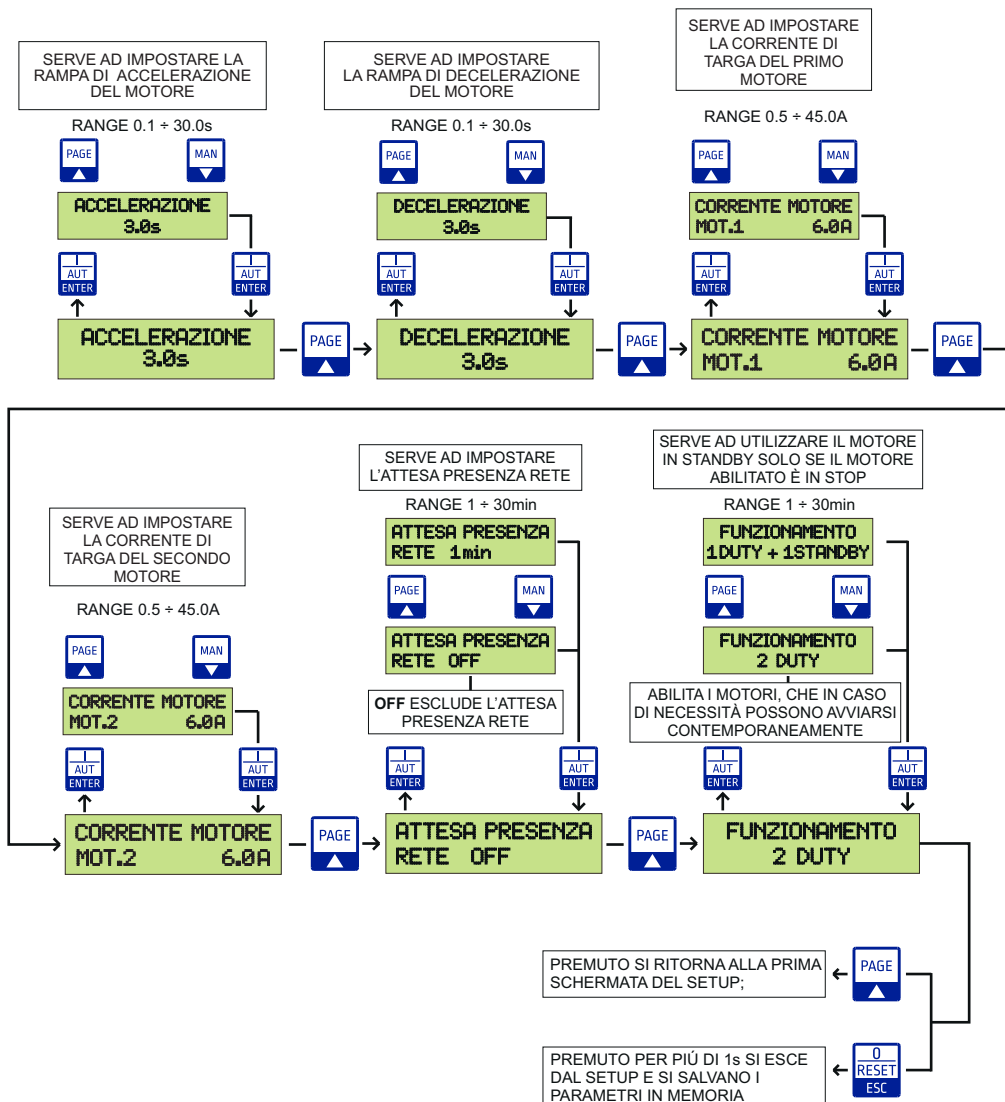 SERVE AD IMPOSTARE LA
RAMPA DI ACCELERAZIONE
DEL MOTORE
RANGE 0.1 ÷ 30.0s
PAGE
MAN
ACCELERAZIONE
3.0s
AUT
ENTER
AUT
ENTER
ACCELERAZIONE
3.0s
PAGE
SERVE AD IMPOSTARE
LA RAMPA DI DECELERAZIONE
DEL MOTORE
RANGE 0.1 ÷ 30.0s
PAGE
MAN
DECELERAZIONE
3.0s
AUT
ENTER
AUT
ENTER
DECELERAZIONE
3.0s
PAGE
SERVE AD IMPOSTARE
LA CORRENTE DI
TARGA DEL PRIMO
MOTORE
RANGE 0.5 ÷ 45.0A
PAGE
MAN
CORRENTE MOTORE
MOT.1 6.0A
AUT
ENTER
AUT
ENTER
CORRENTE MOTORE
MOT.1 6.0A
PAGE
SERVE AD IMPOSTARE
LA CORRENTE DI
TARGA DEL SECONDO
MOTORE
RANGE 0.5 ÷ 45.0A
PAGE
MAN
CORRENTE MOTORE
MOT.2 6.0A
AUT
ENTER
AUT
ENTER
CORRENTE MOTORE
MOT.2 6.0A
PAGE
SERVE AD IMPOSTARE
L'ATTESA PRESENZA RETE
RANGE 1 ÷ 30min
ATTESA PRESENZA
RETE 1min
PAGE
MAN
ATTESA PRESENZA
RETE OFF
OFF ESCLUDE L'ATTESA
PRESENZA RETE
AUT
ENTER
AUT
ENTER
ATTESA PRESENZA
RETE OFF
PAGE
SERVE AD UTILIZZARE IL MOTORE
IN STANDBY SOLO SE IL MOTORE
ABILITATO È IN STOP
RANGE 1 ÷ 30min
FUNZIONAMENTO
1DUTY + 1STANDBY
PAGE
MAN
FUNZIONAMENTO
2 DUTY
ABILITA I MOTORI, CHE IN CASO
DI NECESSITÀ POSSONO AVVIARSI
CONTEMPORANEAMENTE
AUT
ENTER
AUT
ENTER
FUNZIONAMENTO
2 DUTY
PREMUTO SI RITORNA ALLA PRIMA
SCHERMATA DEL SETUP;
PAGE
PREMUTO PER PIÚ DI 1s SI ESCE
DAL SETUP E SI SALVANO I
PARAMETRI IN MEMORIA
0
RESET
ESC